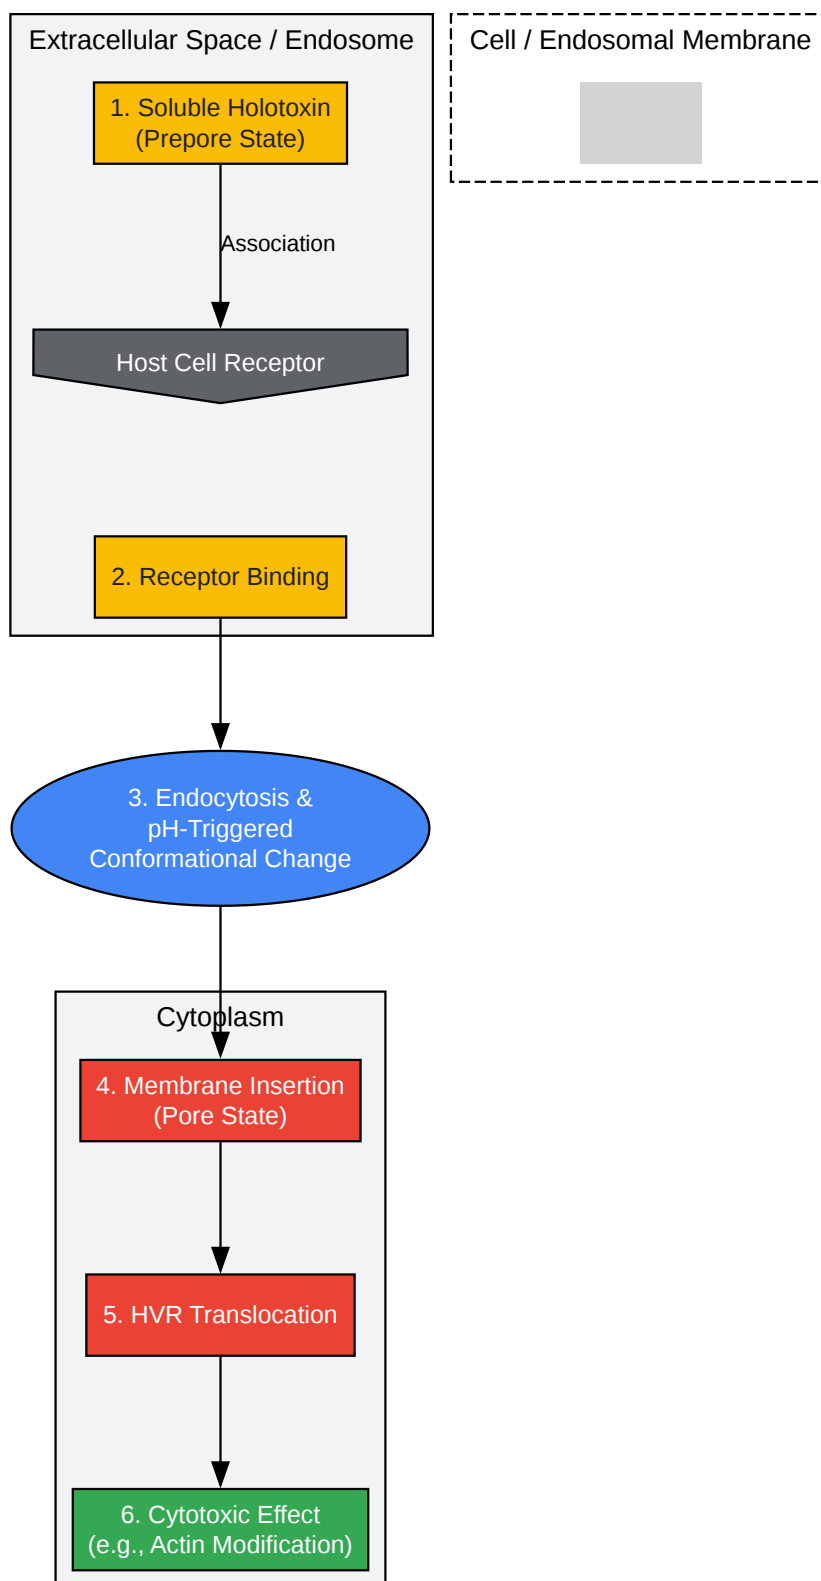 Extracellular Space / Endosome
Cell / Endosomal Membrane
1. Soluble Holotoxin
(Prepore State)
Association
Host Cell Receptor
2. Receptor Binding
3. Endocytosis &
pH-Triggered
Conformational Change
Cytoplasm
4. Membrane Insertion
(Pore State)
5. HVR Translocation
6. Cytotoxic Effect
(e.g., Actin Modification)